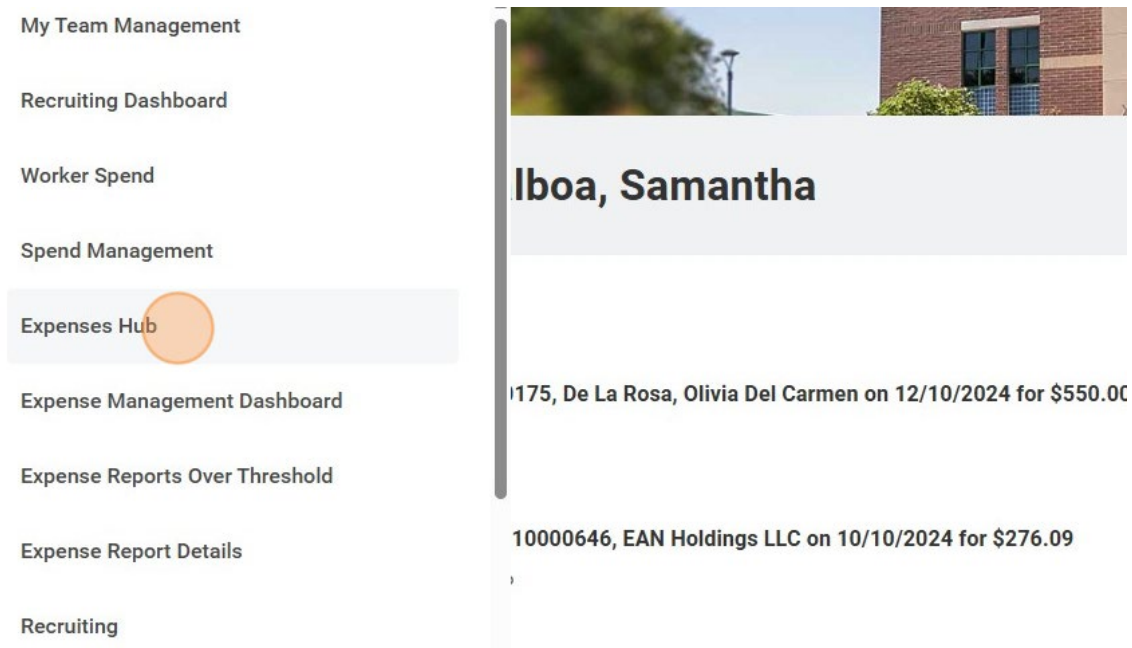 My Team Management
Recruiting Dashboard
Worker Spend
Spend Management
Expenses Hub
Expense Management Dashboard
Expense Reports Over Threshold
Expense Report Details
Recruiting
lboa, Samantha
175, De La Rosa, Olivia Del Carmen on 12/10/2024 for $550.00
10000646, EAN Holdings LLC on 10/10/2024 for $276.09